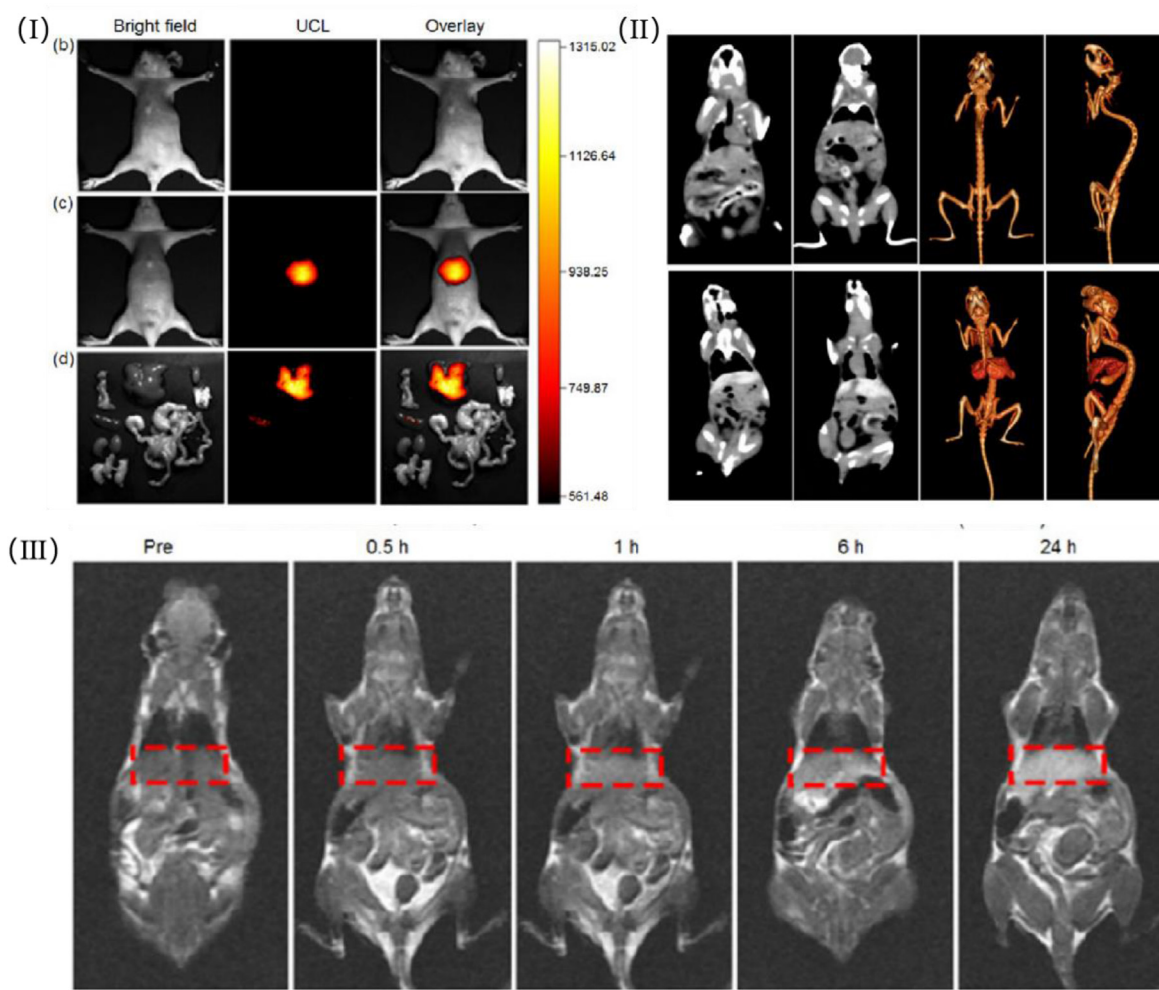 (I)
Bright field UCL Overlay
(b)
(c)
(d)
1315.02
1126.64
938.25
749.87
561.48
(II)
(III)
Pre 0.5 h 1 h 6 h 24 h